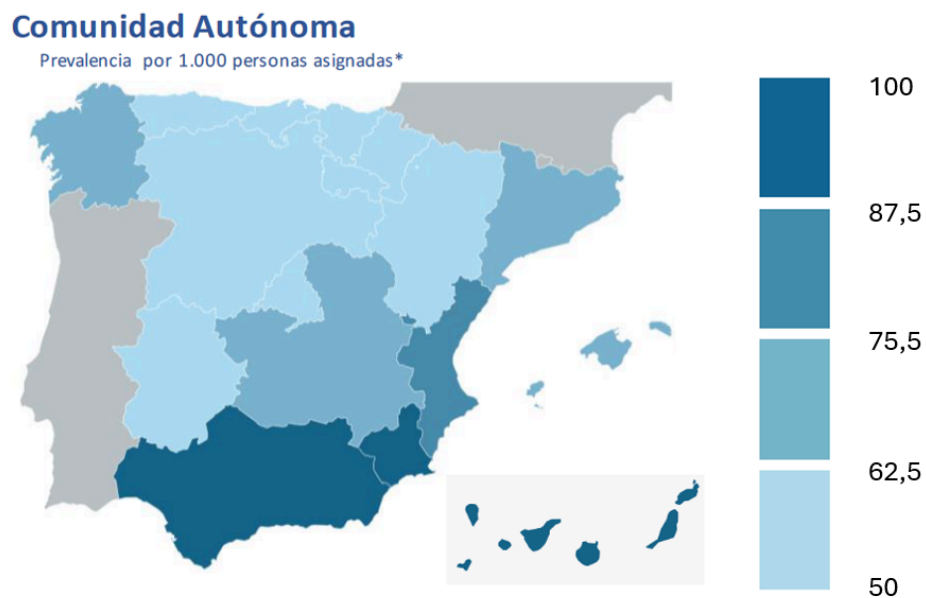 Comunidad Autónoma
Prevalencia por 1.000 personas asignadas*
100
87,5
75,5
62,5
50